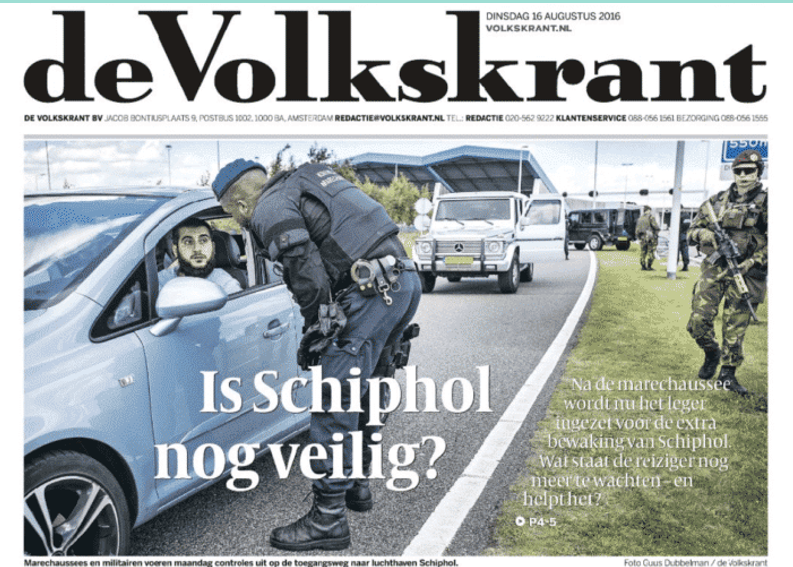 DINSDAG 16 AUGUSTUS 2016
VOLKSKRANT.NL
de Volkskrant
DE VOLKSKRANT BV JACOB BONTIUSPLAATS 9, POSTBUS 1002, 1000 BA, AMSTERDAM REDACTIE@VOLKSKRANT.NL TEL.: REDACTIE 020-562 9222 KLANTENSERVICE 088-056 1561 BEZORGING 088-056 1555
550m
Is Schiphol
nog veilig?
Na de marechaussee
wordt nu het leger
ingezet voor de extra
bewaking van Schiphol.
Wat staat de reiziger nog
meer te wachten – en
helpt het?
P4-5
Marechaussees en militairen voeren maandag controles uit op de toegangsweg naar luchthaven Schiphol.
Foto Guus Dubbelman / de Volkskrant